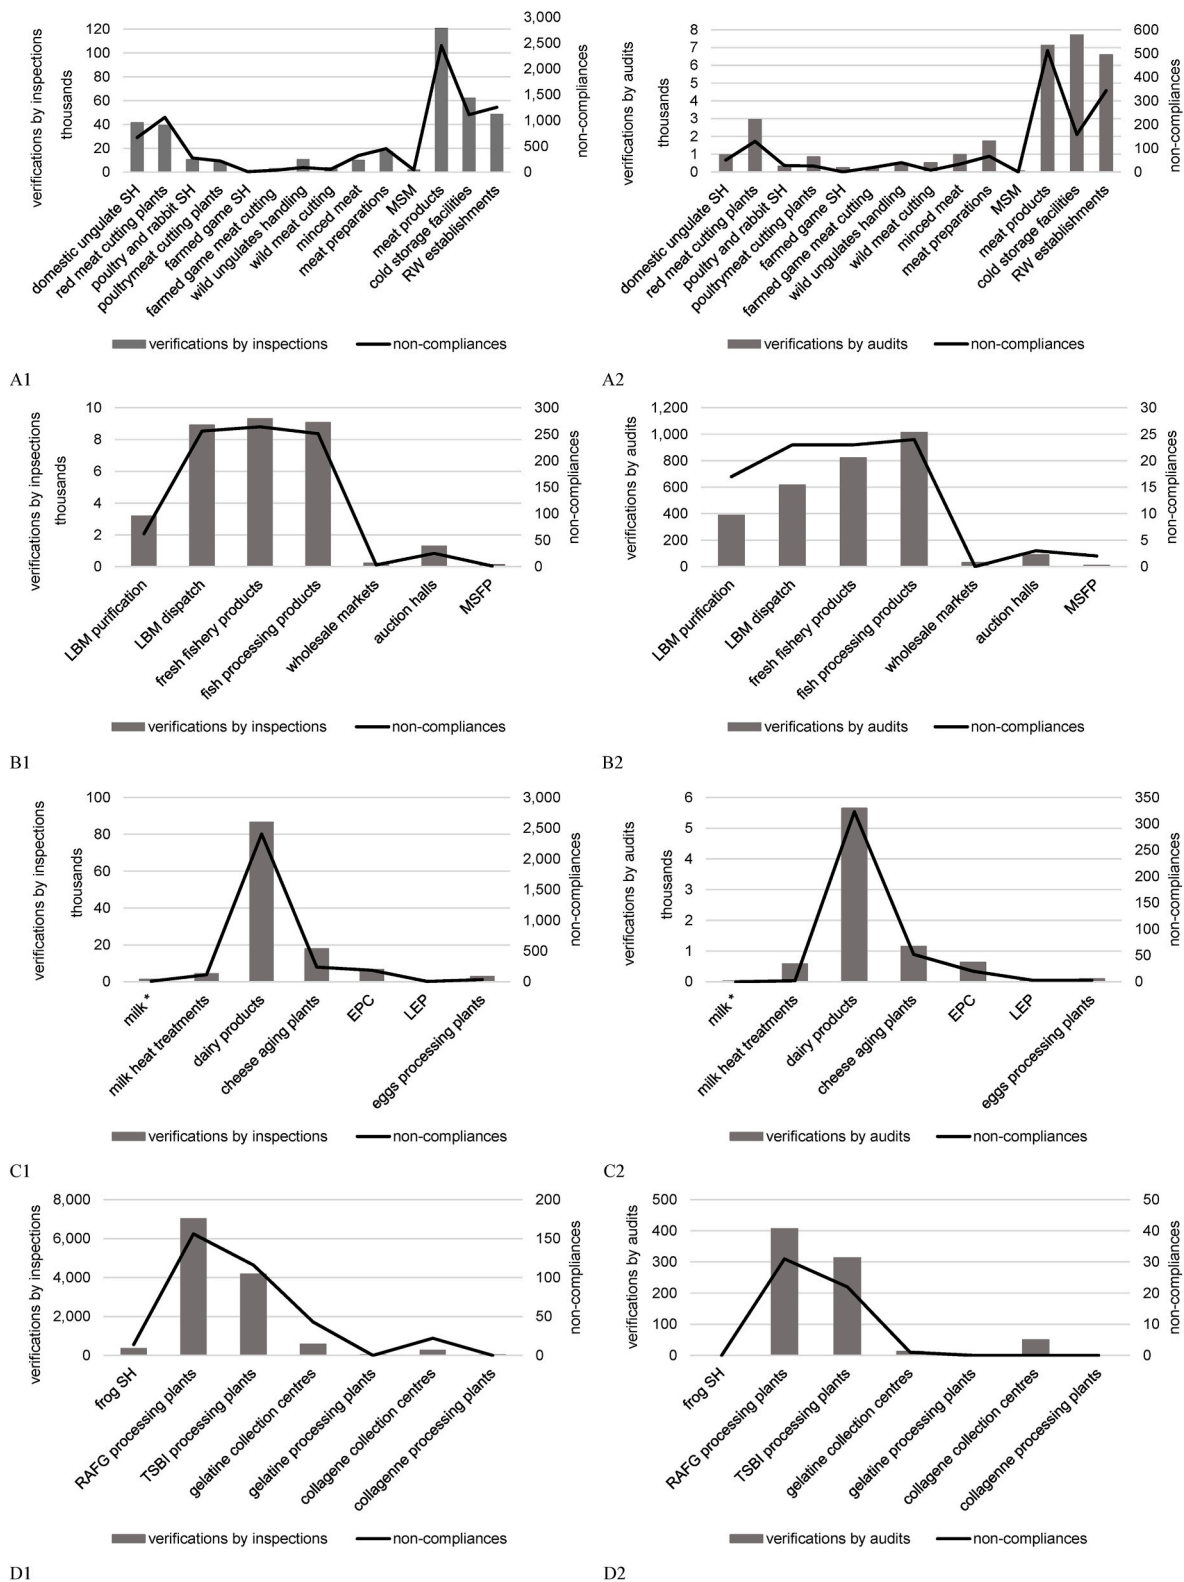 verifications by inspections
thousands
120
100
80
60
40
20
0
3,000
2,500
2,000
1,500
1,000
500
0
non-compliances
domestic ungulate SH
red meat cutting plants
poultry and rabbit SH
poultrymeat cutting plants
farmed game SH
farmed game meat cutting
wild ungulates handling
wild meat cutting
minced meat
meat preparations
MSM
meat products
cold storage facilities
RW establishments
verifications by inspections
non-compliances
A1
verifications by audits
thousands
8
7
6
5
4
3
2
1
0
600
500
400
300
200
100
0
non-compliances
domestic ungulate SH
red meat cutting plants
poultry and rabbit SH
poultrymeat cutting plants
farmed game SH
farmed game meat cutting
wild ungulates handling
wild meat cutting
minced meat
meat preparations
MSM
meat products
cold storage facilities
RW establishments
verifications by audits
non-compliances
A2
verifications by inpsections
thousands
10
8
6
4
2
0
300
250
200
150
100
50
0
non-compliances
LBM purification
LBM dispatch
fresh fishery products
fish processing products
wholesale markets
auction halls
MSFP
verifications by inspections
non-compliances
B1
verifications by audits
1,200
1,000
800
600
400
200
0
30
25
20
15
10
5
0
non-compliances
LBM purification
LBM dispatch
fresh fishery products
fish processing products
wholesale markets
auction halls
MSFP
verifications by audits
non-compliances
B2
verifications by inspections
thousands
100
80
60
40
20
0
3,000
2,500
2,000
1,500
1,000
500
0
non-compliances
milk *
milk heat treatments
dairy products
cheese aging plants
EPC
LEP
eggs processing plants
verifications by inspections
non-compliances
C1
verifications by audits
thousands
6
5
4
3
2
1
0
350
300
250
200
150
100
50
0
non-compliances
milk *
milk heat treatments
dairy products
cheese aging plants
EPC
LEP
eggs processing plants
verifications by audits
non-compliances
C2
verifications by inspections
8,000
6,000
4,000
2,000
0
200
150
100
50
0
non-compliances
frog SH
RAFG processing plants
TSBI processing plants
gelatine collection centres
gelatine processing plants
collagene collection centres
collagenne processing plants
verifications by inspections
non-compliances
D1
verifications by audits
500
400
300
200
100
0
50
40
30
20
10
0
non-compliances
frog SH
RAFG processing plants
TSBI processing plants
gelatine collection centres
gelatine processing plants
collagene collection centres
collagenne processing plants
verifications by audits
non-compliances
D2